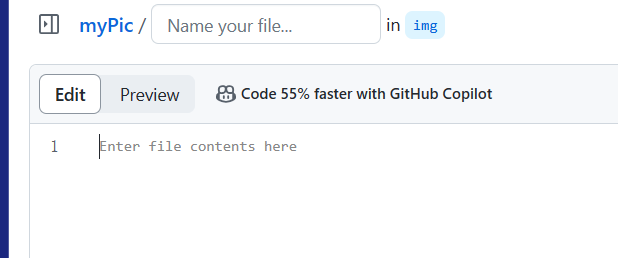 myPic / Name your file... in img
Edit Preview Code 55% faster with GitHub Copilot
1 Enter file contents here